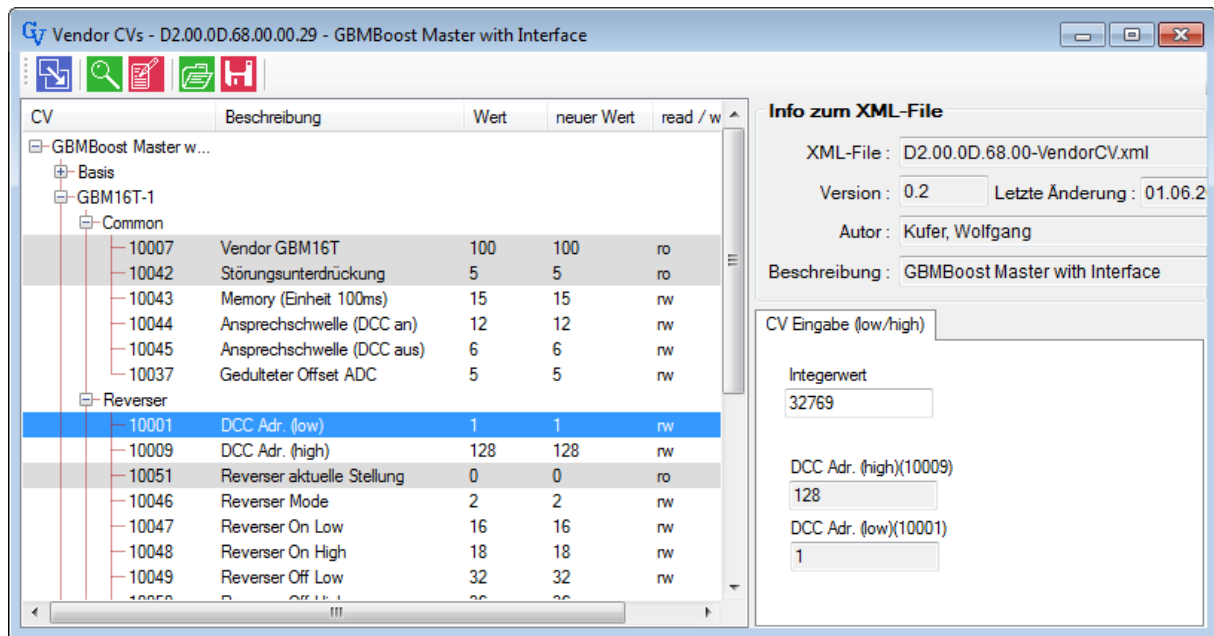 Vendor CVs - D2.00.0D.68.00.00.29 - GBMBoost Master with Interface
CV Beschreibung Wert neuer Wert read / w
GBMBoost Master w...
Basis
GBM16T-1
Common
10007 Vendor GBM16T 100 100 ro
10042 Störungsunterdrückung 5 5 ro
10043 Memory (Einheit 100ms) 15 15 rw
10044 Ansprechschwelle (DCC an) 12 12 rw
10045 Ansprechschwelle (DCC aus) 6 6 rw
10037 Gedulteter Offset ADC 5 5 rw
Reverser
10001 DCC Adr. (low) 1 1 rw
10009 DCC Adr. (high) 128 128 rw
10051 Reverser aktuelle Stellung 0 0 ro
10046 Reverser Mode 2 2 rw
10047 Reverser On Low 16 16 rw
10048 Reverser On High 18 18 rw
10049 Reverser Off Low 32 32 rw
Info zum XML-File
XML-File : D2.00.0D.68.00-VendorCV.xml
Version : 0.2 Letzte Änderung : 01.06.2
Autor : Kufer, Wolfgang
Beschreibung : GBMBoost Master with Interface
CV Eingabe (low/high)
Integerwert
32769
DCC Adr. (high)(10009)
128
DCC Adr. (low)(10001)
1